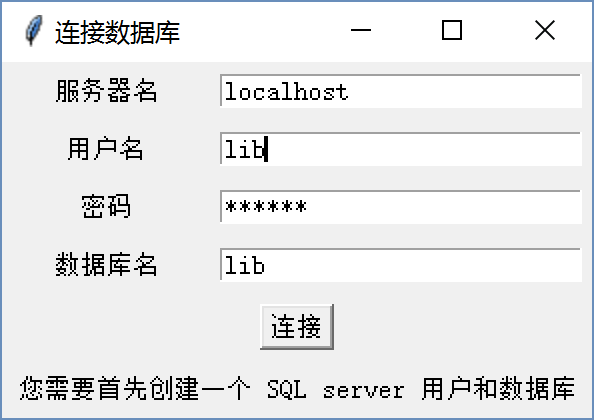 连接数据库
服务器名 localhost
用户名 lib
密码 ******
数据库名 lib
连接
您需要首先创建一个 SQL server 用户和数据库